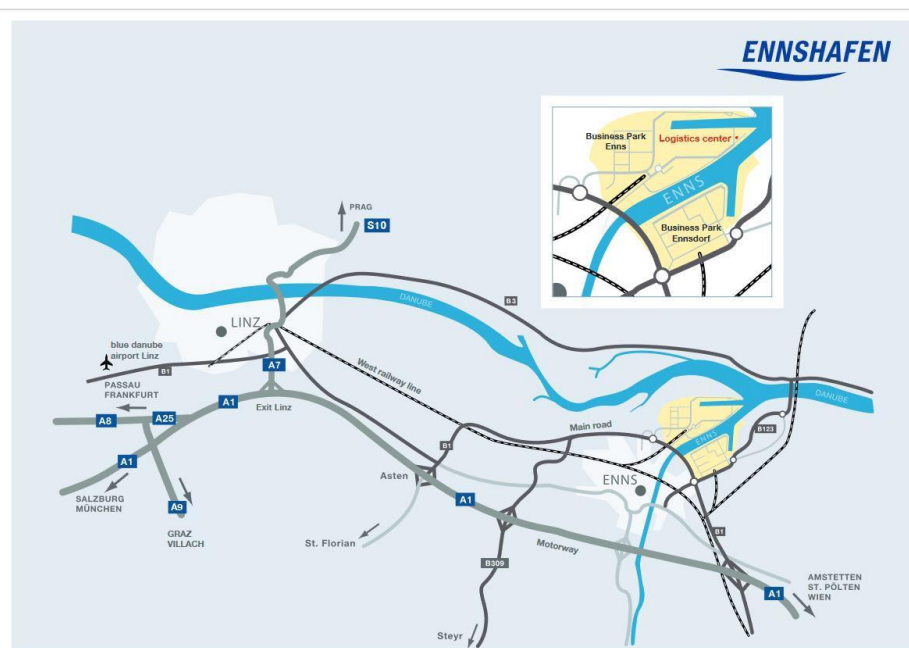 ENNSHAFEN
Business Park
Enns
Logistics center
ENNS
Business Park
Ennsdorf
PRAG
S10
DANUBE
B3
LINZ
blue danube
airport Linz
B1
A7
West railway line
PASSAU
FRANKFURT
A8
A25
A1
Exit Linz
DANUBE
Main road
ENNS
B123
B1
A1
Asten
ENNS
SALZBURG
MÜNCHEN
A9
A1
GRAZ
VILLACH
St. Florian
Motorway
B1
B309
A1
AMSTETTEN
ST. PÖLTEN
WIEN
Steyr